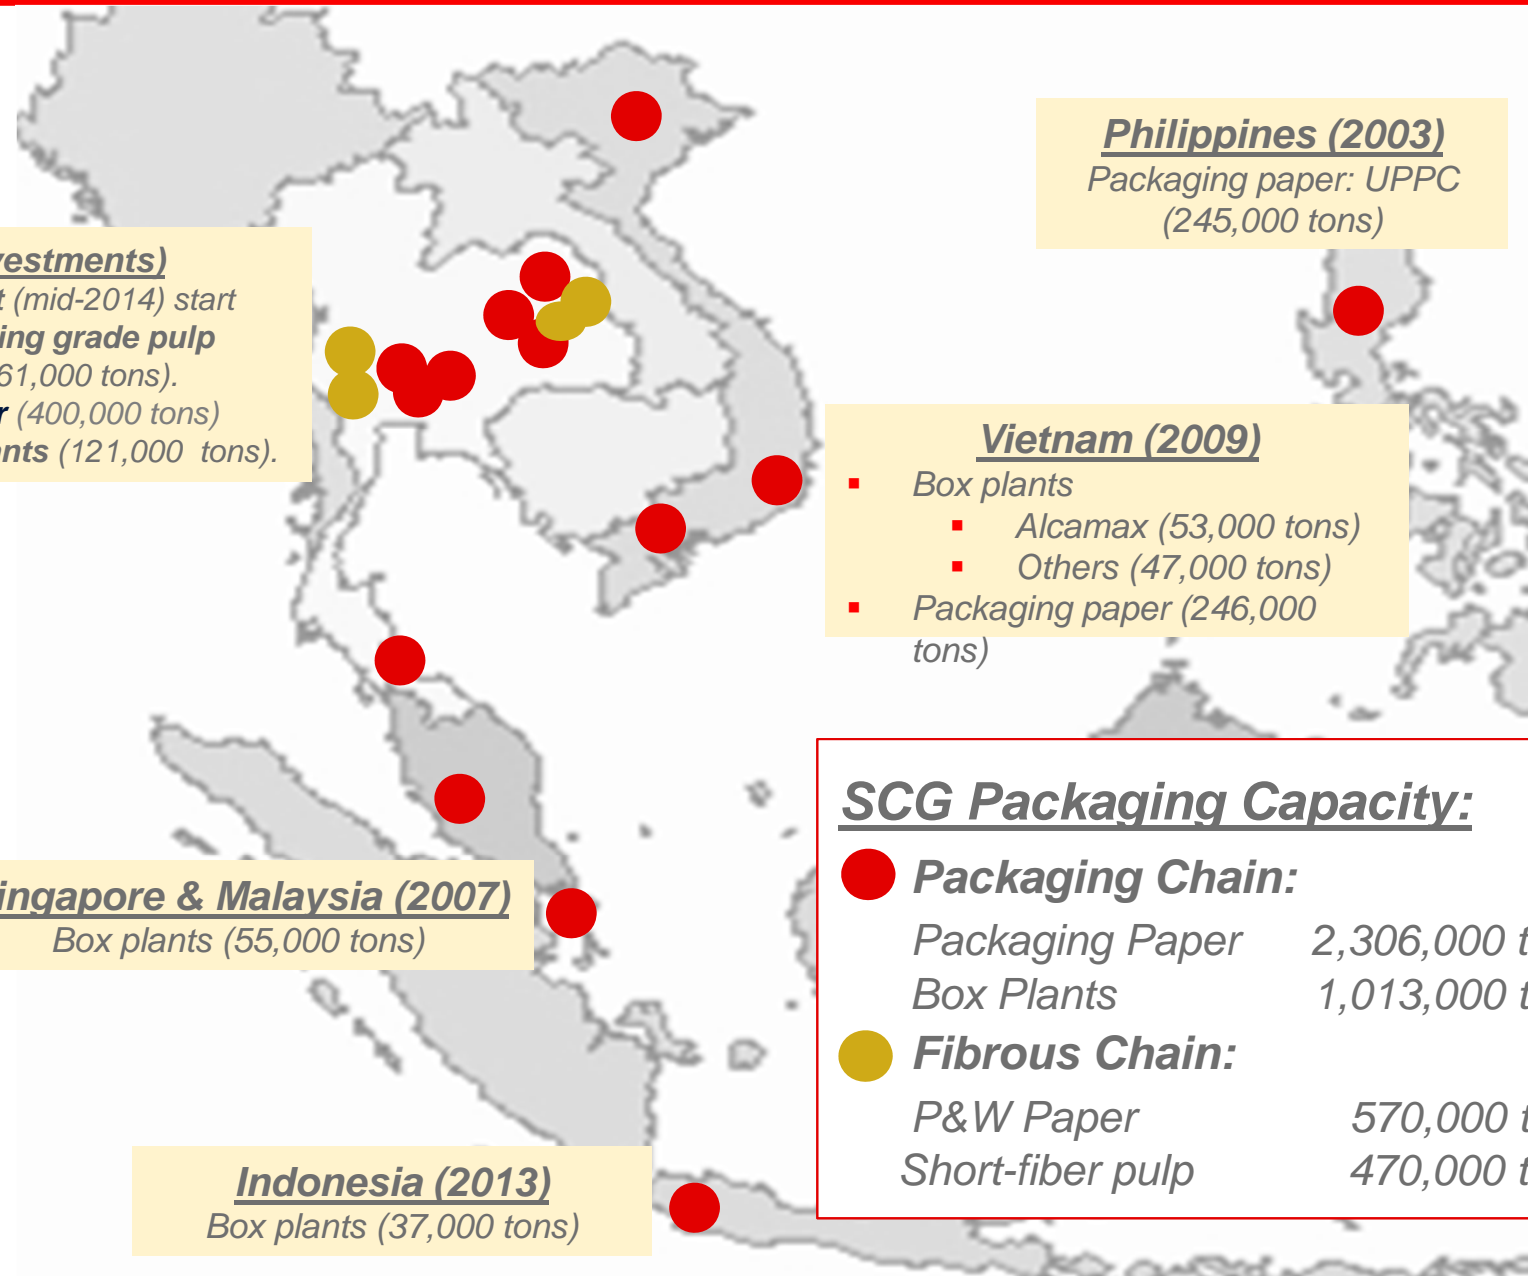 Philippines (2003)
Packaging paper: UPPC
(245,000 tons)
vestments)
t (mid-2014) start
ing grade pulp
61,000 tons).
r (400,000 tons)
ants (121,000 tons).
Vietnam (2009)
▪ Box plants
▪ Alcamax (53,000 tons)
▪ Others (47,000 tons)
▪ Packaging paper (246,000
tons)
ingapore & Malaysia (2007)
Box plants (55,000 tons)
Indonesia (2013)
Box plants (37,000 tons)
SCG Packaging Capacity:
Packaging Chain:
Packaging Paper 2,306,000 t
Box Plants 1,013,000 t
Fibrous Chain:
P&W Paper 570,000 t
Short-fiber pulp 470,000 t